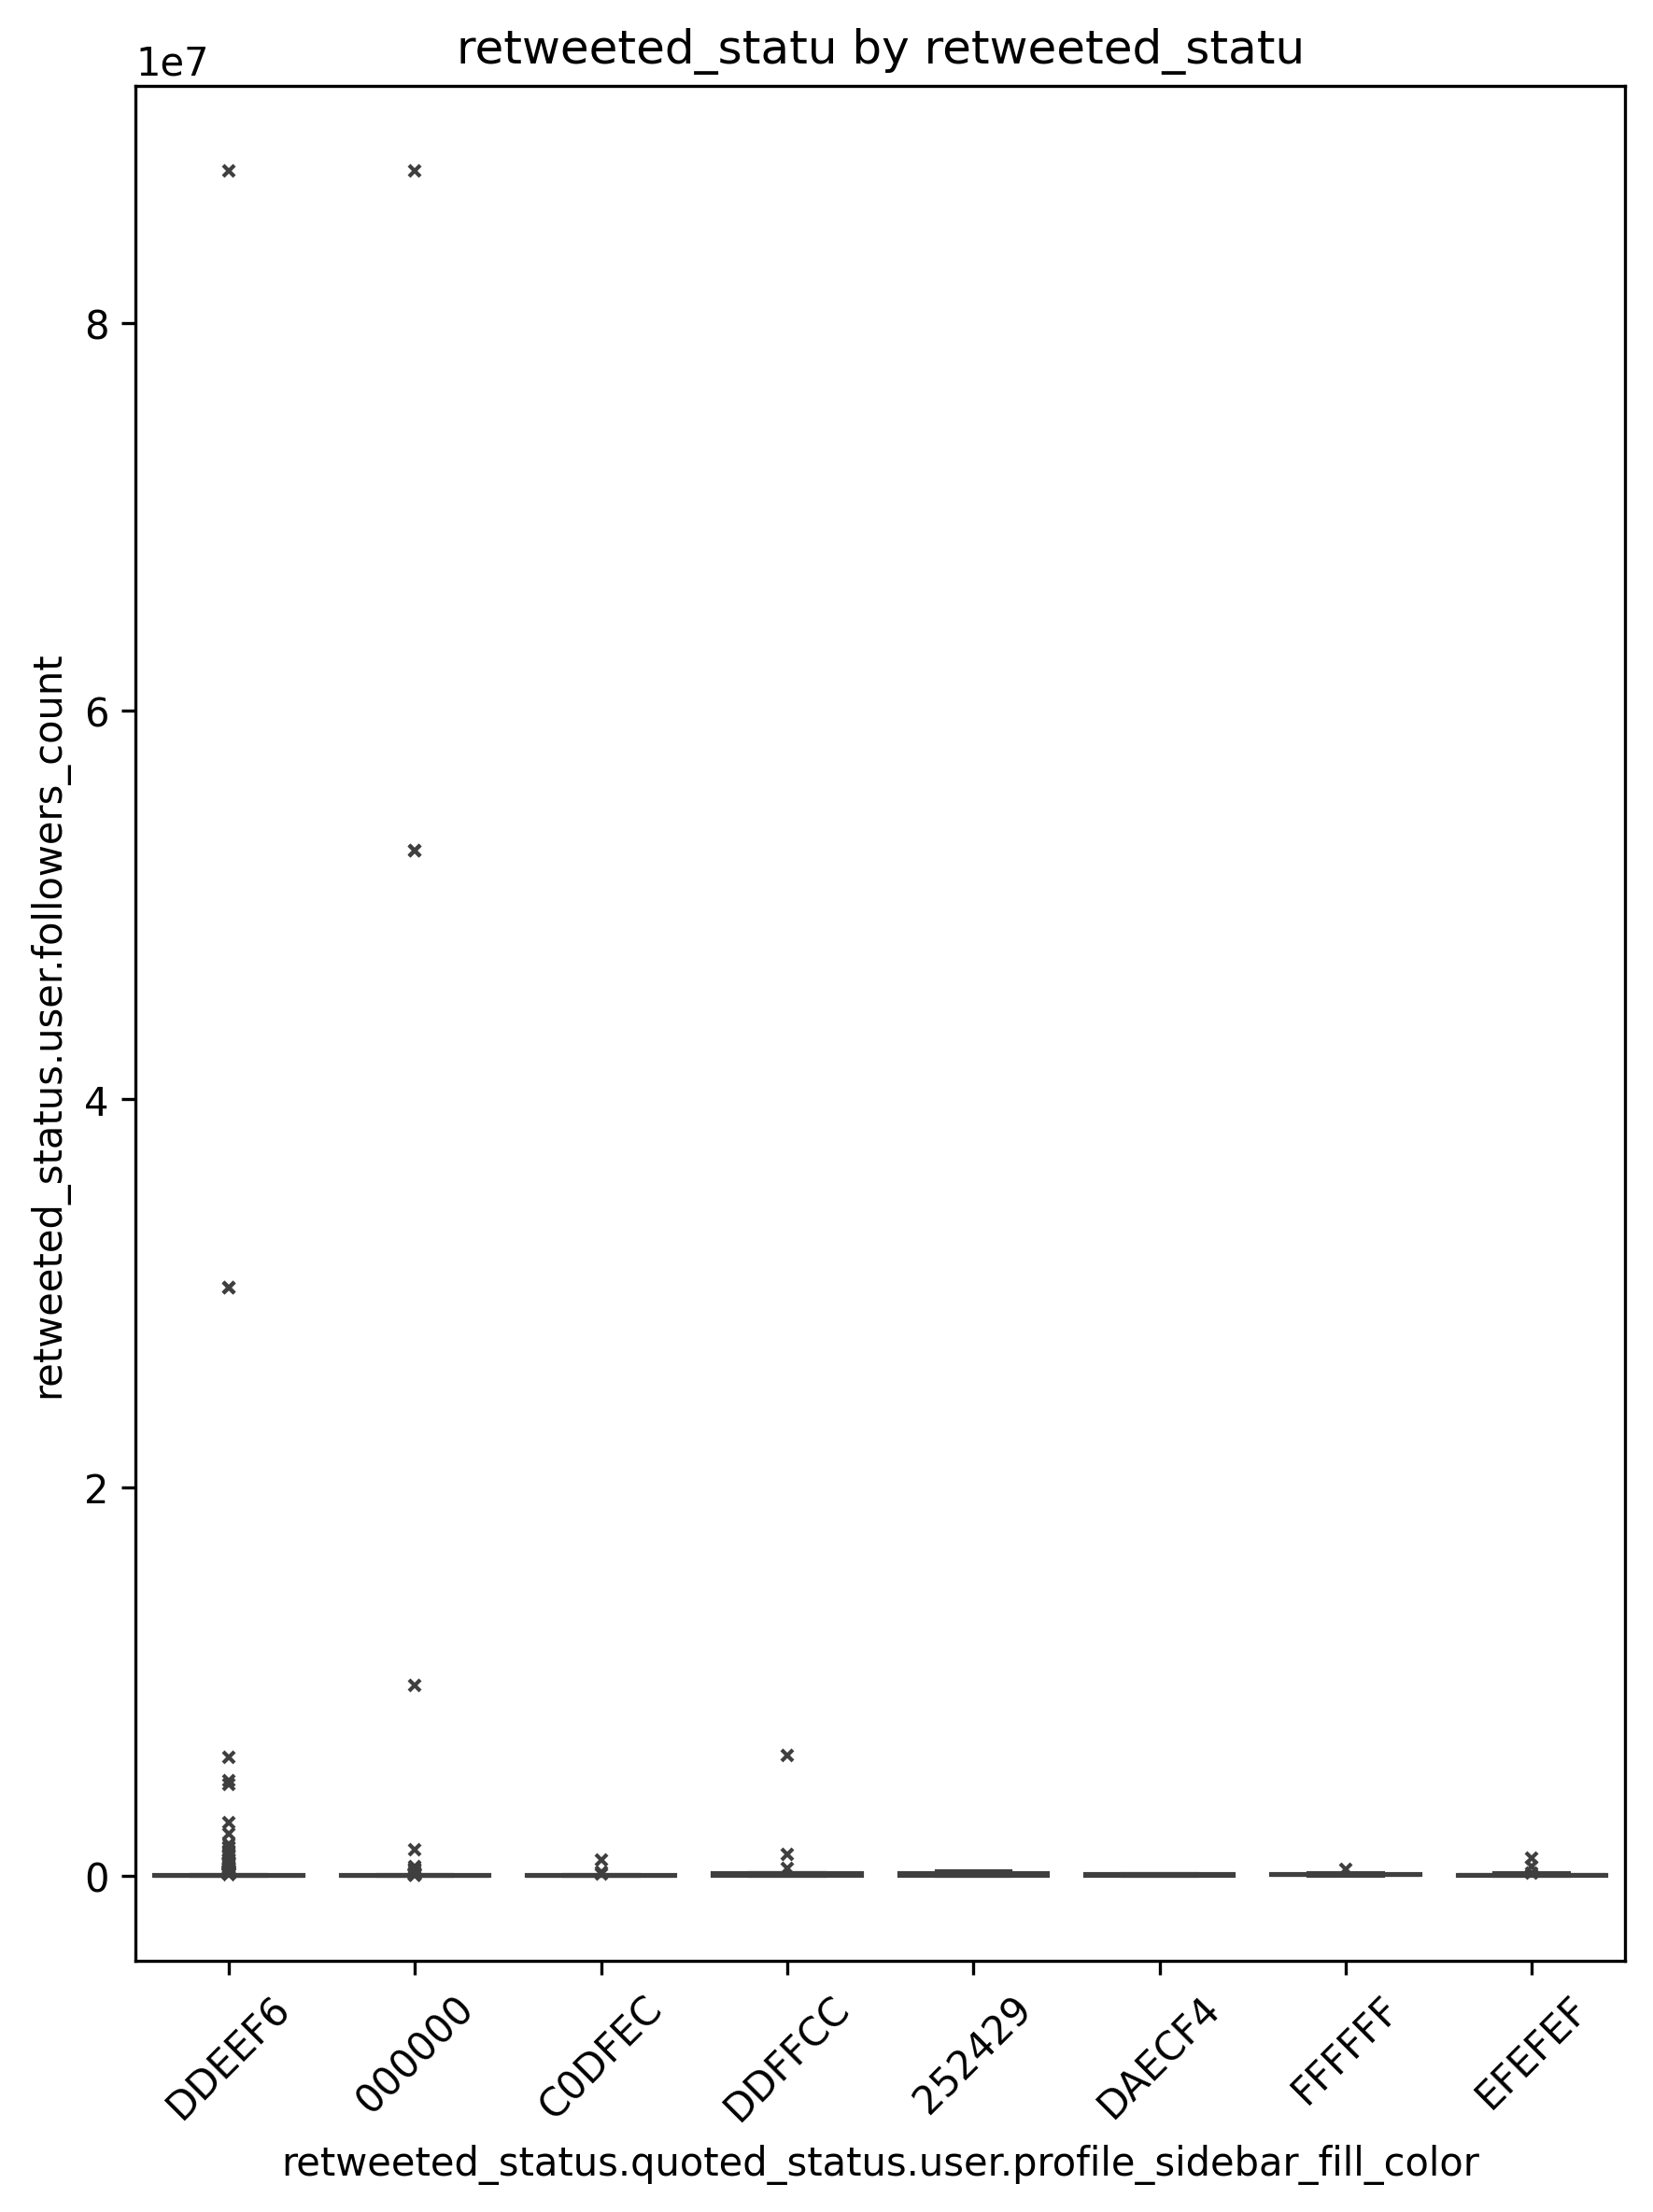 retweeted_statu by retweeted_statu
1e7
8
6
4
2
0
retweeted_status.user.followers_count
DDEEF6
000000
C0DFEC
DDFFCC
252429
DAECF4
FFFFFF
EFEFEF
retweeted_status.quoted_status.user.profile_sidebar_fill_color